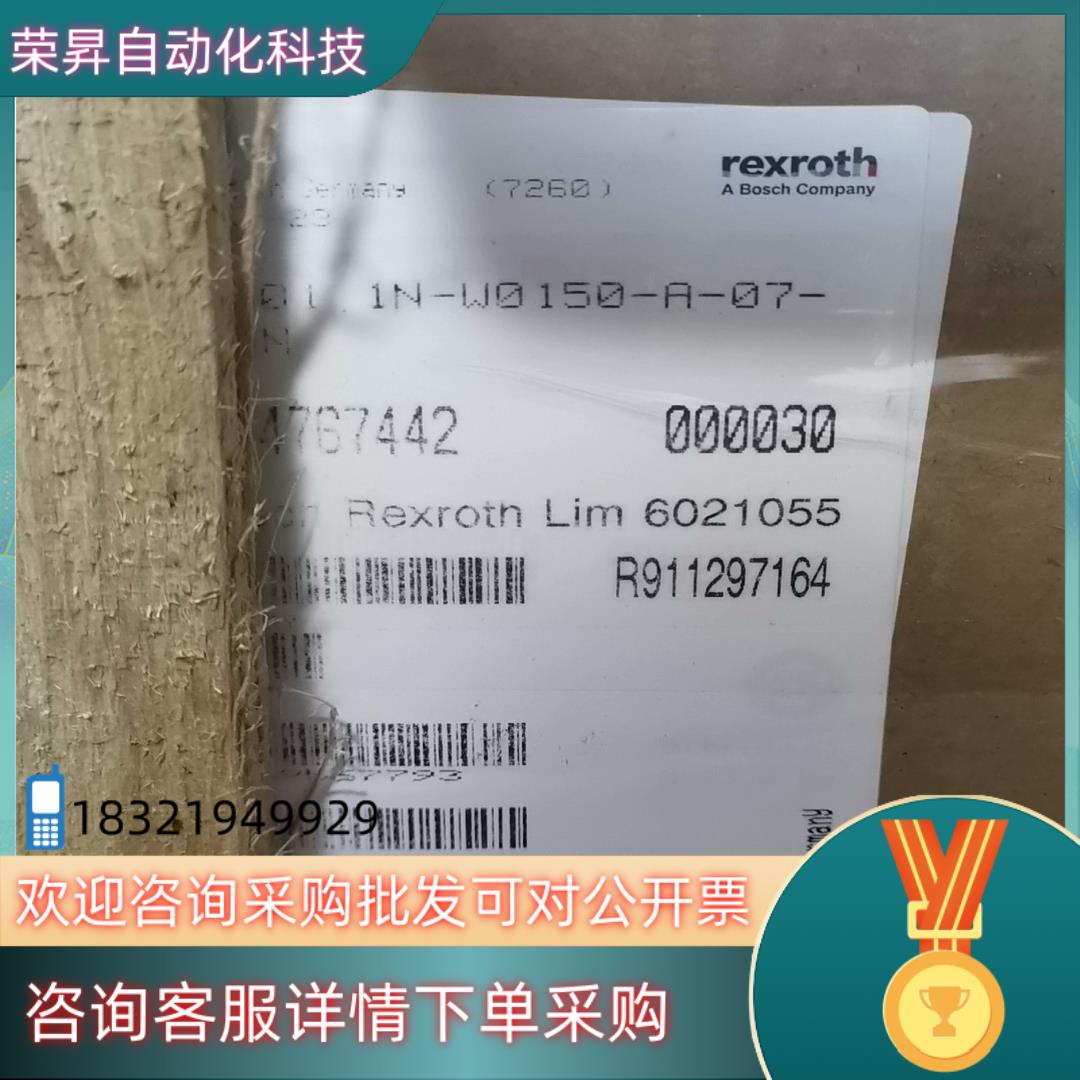 荣昇自动化科技
rexroth
A Bosch Company
Germany (7260)
1N-W0150-A-07-
N
767442 000030
Rexroth Lim 6021055
R911297164
7793
18321949929
欢迎咨询采购批发可对公开票
咨询客服详情下单采购